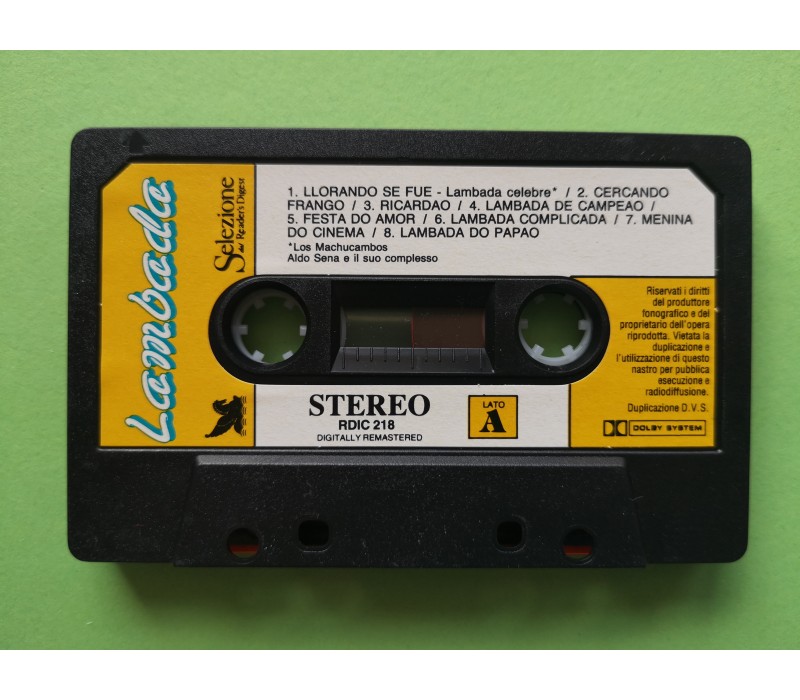 Lambada
Selezione
dal Reader's Digest
1. LLORANDO SE FUE - Lambada celebre* / 2. CERCANDO
FRANGO / 3. RICARDAO / 4. LAMBADA DE CAMPEAO /
5. FESTA DO AMOR / 6. LAMBADA COMPLICADA / 7. MENINA
DO CINEMA / 8. LAMBADA DO PAPAO
*Los Machucambos
Aldo Sena e il suo complesso
Riservati i diritti
del produttore
fonografico e del
proprietario dell'opera
riprodotta. Vietata la
duplicazione e
l'utilizzazione di questo
nastro per pubblica
esecuzione e
radiodiffusione.
Duplicazione D.V.S.
DOLBY SYSTEM
STEREO
RDIC 218
DIGITALLY REMASTERED
LATO
A